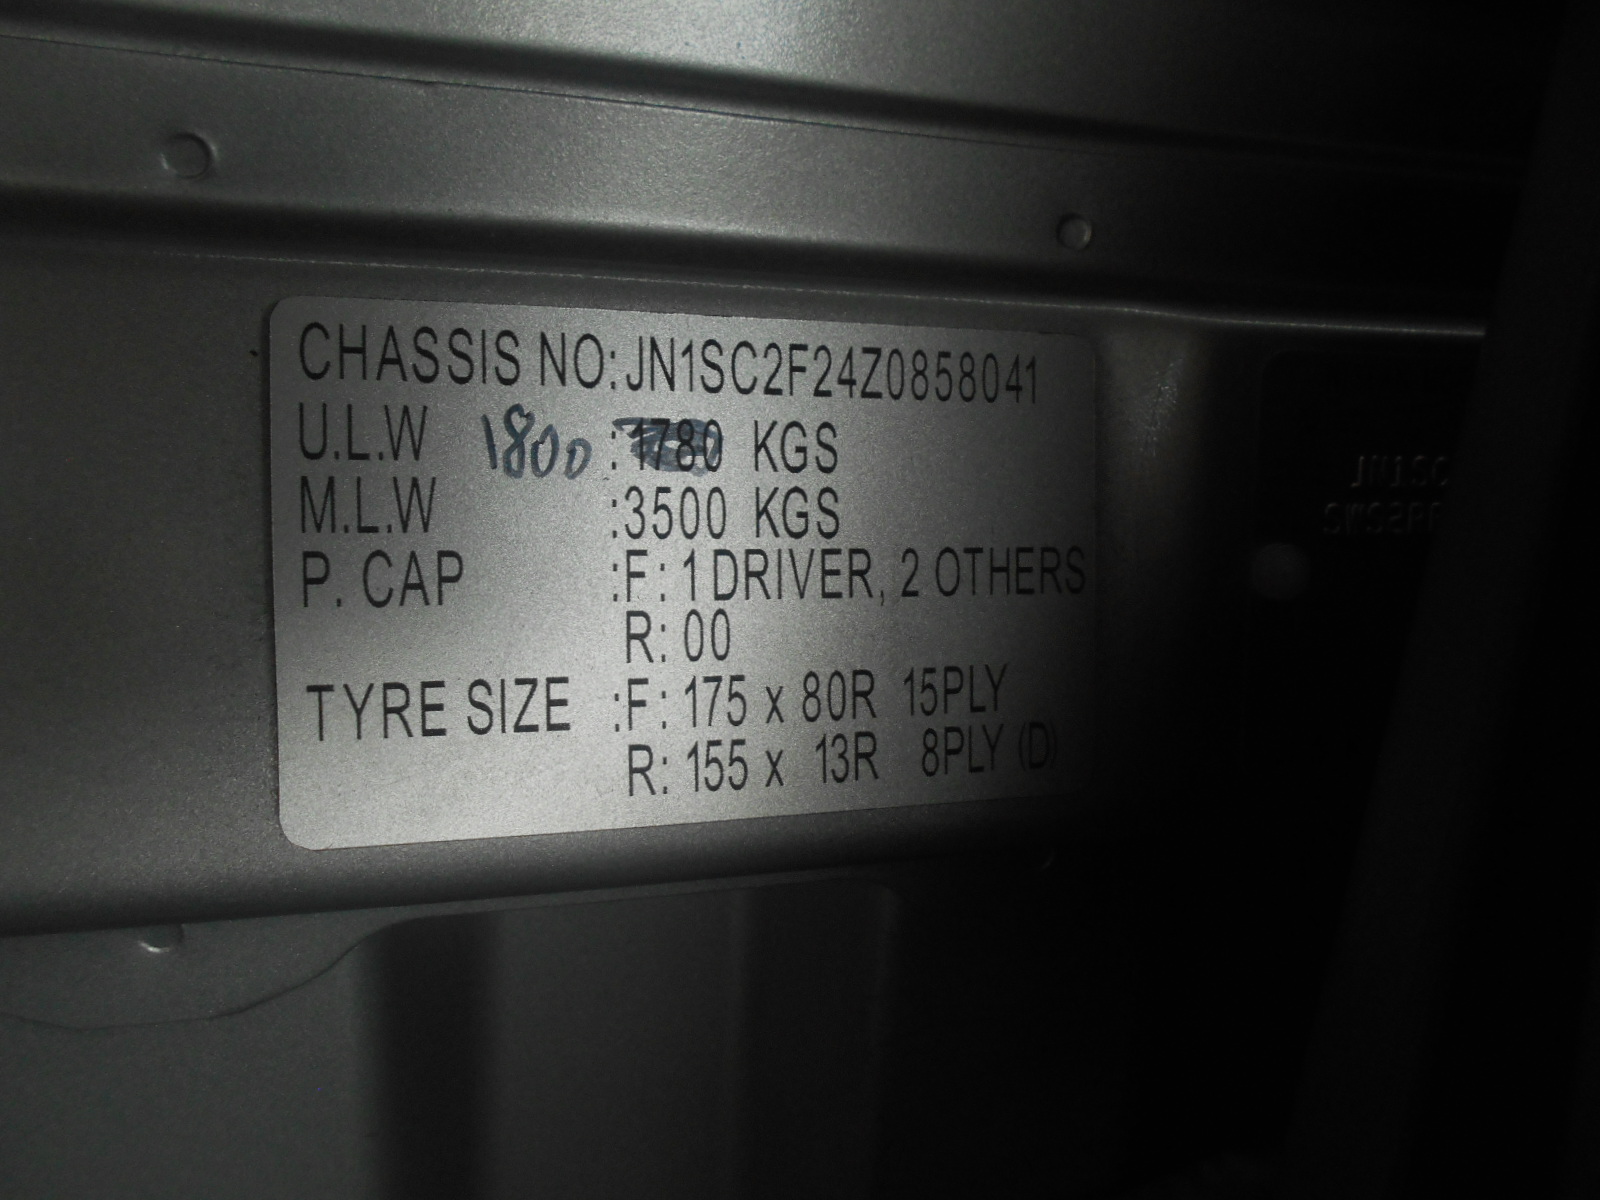 CHASSIS NO: JN1SC2F24Z0858041
U.L.W 1800 : 1780 KGS
M.L.W :3500 KGS
P. CAP :F: 1 DRIVER, 2 OTHERS
R: 00
TYRE SIZE :F: 175 x 80R 15PLY
R: 155 x 13R 8PLY (D)